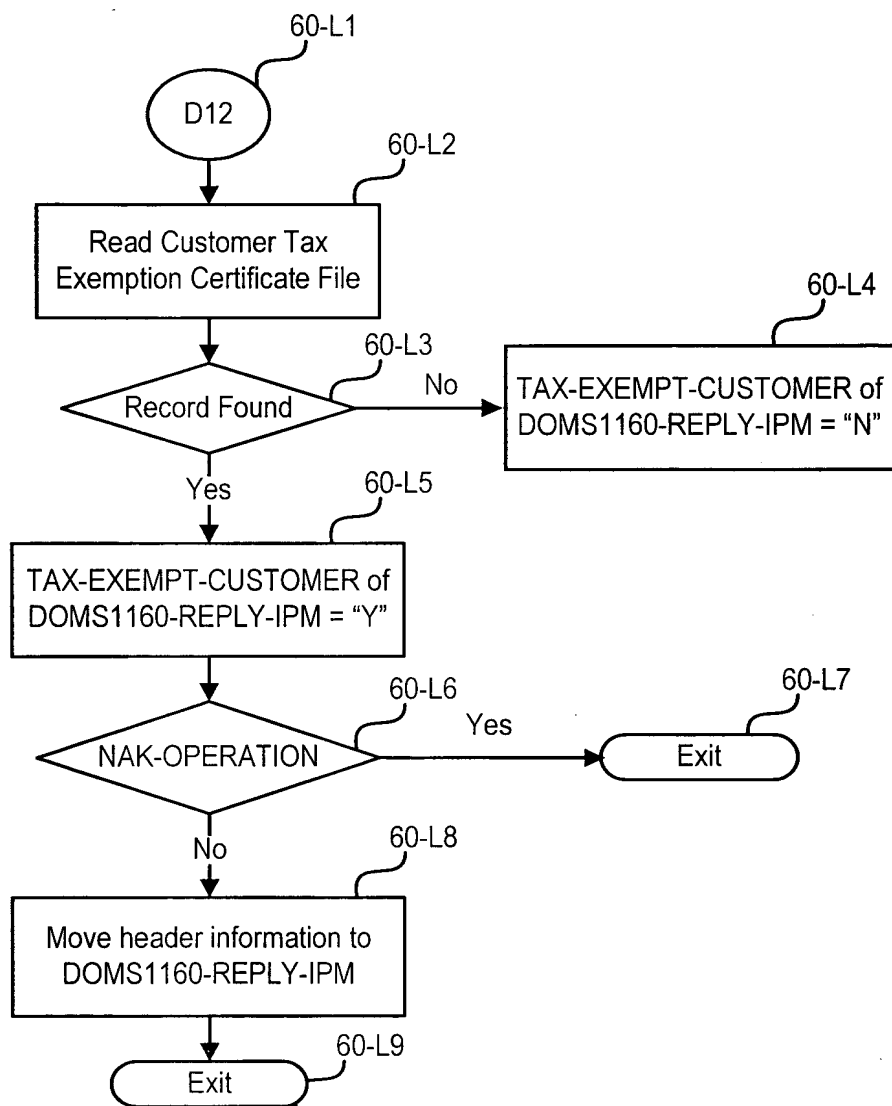 60-L1
D12
60-L2
Read Customer Tax
Exemption Certificate File
60-L3
Record Found
No
60-L4
TAX-EXEMPT-CUSTOMER of
DOMS1160-REPLY-IPM = “N”
Yes
60-L5
TAX-EXEMPT-CUSTOMER of
DOMS1160-REPLY-IPM = “Y”
60-L6
NAK-OPERATION
Yes
60-L7
Exit
No
60-L8
Move header information to
DOMS1160-REPLY-IPM
60-L9
Exit